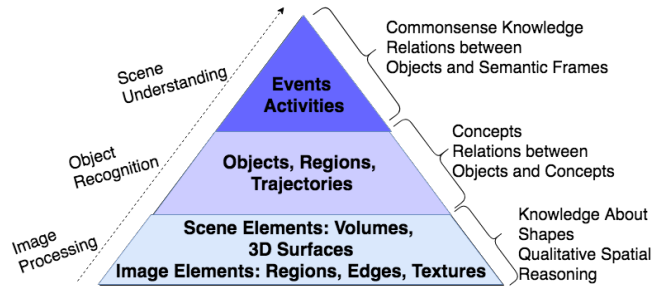 Scene
Understanding
Object
Recognition
Image
Processing
Events
Activities
Objects, Regions,
Trajectories
Scene Elements: Volumes,
3D Surfaces
Image Elements: Regions, Edges, Textures
Commonsense Knowledge
Relations between
Objects and Semantic Frames
Concepts
Relations between
Objects and Concepts
Knowledge About
Shapes
Qualitative Spatial
Reasoning